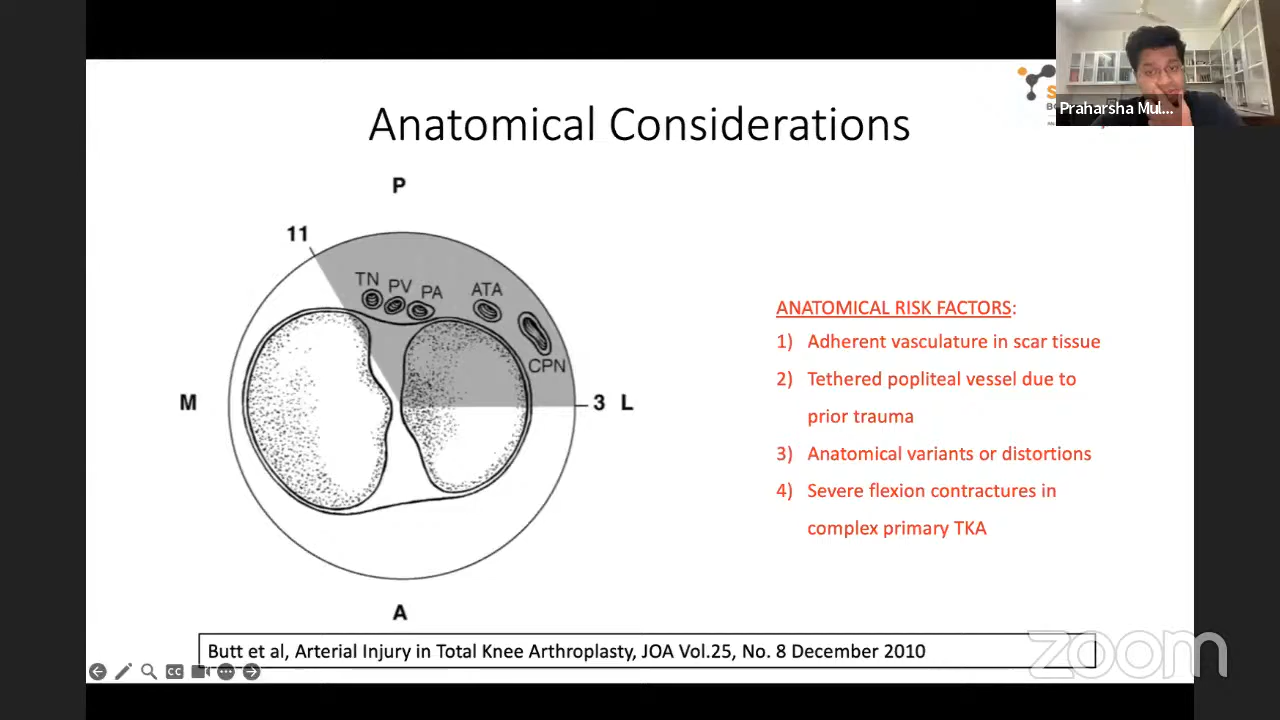 Praharsha Mul...
Anatomical Considerations
P
11
TN
PV
PA
ATA
CPN
M
3 L
A
ANATOMICAL RISK FACTORS:
1) Adherent vasculature in scar tissue
2) Tethered popliteal vessel due to
prior trauma
3) Anatomical variants or distortions
4) Severe flexion contractures in
complex primary TKA
Butt et al, Arterial Injury in Total Knee Arthroplasty, JOA Vol.25, No. 8 December 2010
CC
zoom